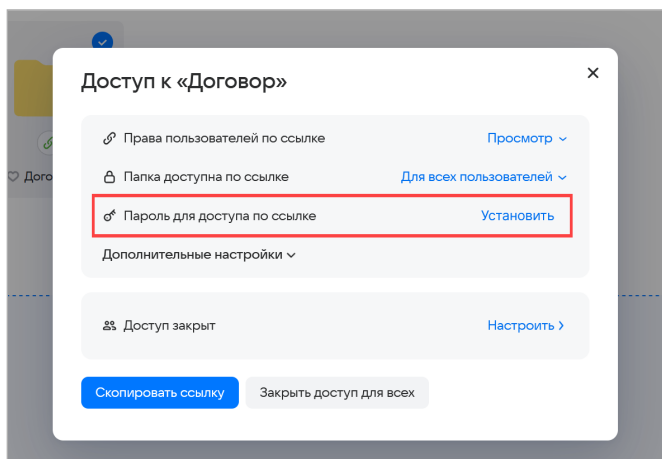 Доступ к «Договор»
Права пользователей по ссылке Просмотр
Дого
Папка доступна по ссылке Для всех пользователей
Пароль для доступа по ссылке Установить
Дополнительные настройки
Доступ закрыт Настроить
Скопировать ссылку Закрыть доступ для всех